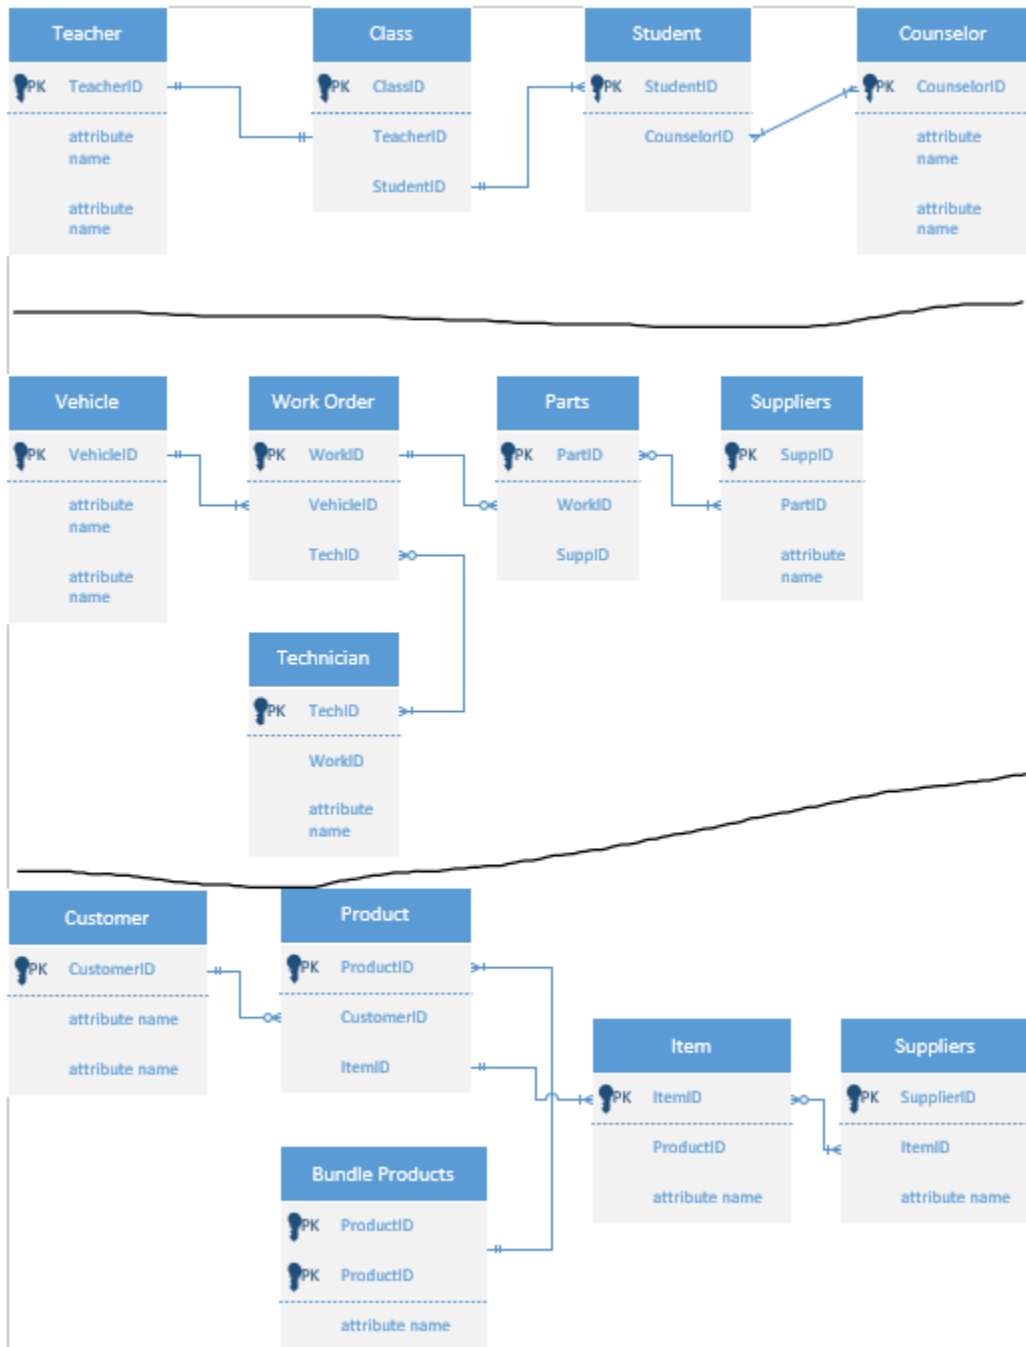 Teacher
PK TeacherID
attribute
name
attribute
name
Class
PK ClassID
TeacherID
StudentID
Student
PK StudentID
CounselorID
Counselor
PK CounselorID
attribute
name
attribute
name
Vehicle
PK VehicleID
attribute
name
attribute
name
Work Order
PK WorkID
VehicleID
TechID
Parts
PK PartID
WorkID
SuppID
Suppliers
PK SuppID
PartID
attribute
name
Technician
PK TechID
WorkID
attribute
name
Customer
PK CustomerID
attribute name
attribute name
Product
PK ProductID
CustomerID
ItemID
Item
PK ItemID
ProductID
attribute name
Suppliers
PK SupplierID
ItemID
attribute name
Bundle Products
PK ProductID
PK ProductID
attribute name